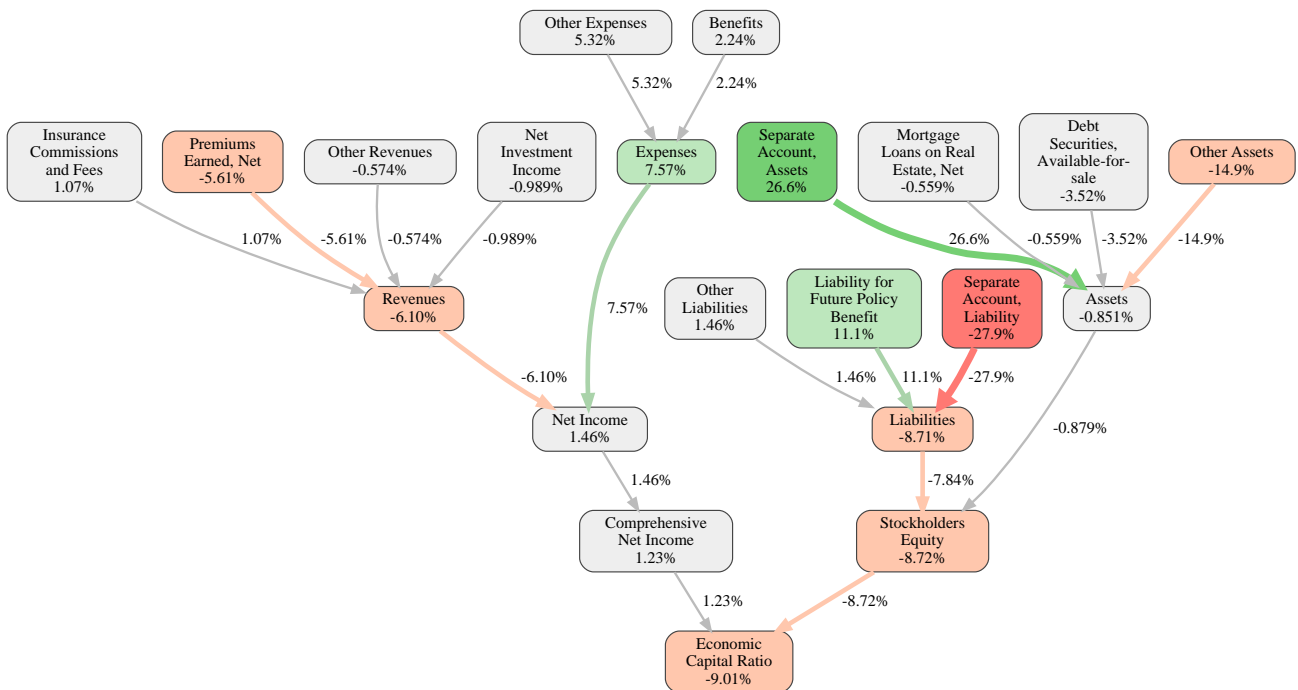 Other Expenses
5.32%
Benefits
2.24%
5.32%
2.24%
Insurance
Commissions
and Fees
1.07%
Premiums
Earned, Net
-5.61%
Other Revenues
-0.574%
Net
Investment
Income
-0.989%
Expenses
7.57%
Separate
Account,
Assets
26.6%
Mortgage
Loans on Real
Estate, Net
-0.559%
Debt
Securities,
Available-for-
sale
-3.52%
Other Assets
-14.9%
1.07%
-5.61%
-0.574%
-0.989%
26.6%
-0.559%
-3.52%
-14.9%
Revenues
-6.10%
7.57%
Other
Liabilities
1.46%
Liability for
Future Policy
Benefit
11.1%
Separate
Account,
Liability
-27.9%
Assets
-0.851%
-6.10%
1.46%
11.1%
-27.9%
Net Income
1.46%
Liabilities
-8.71%
-0.879%
1.46%
-7.84%
Comprehensive
Net Income
1.23%
Stockholders
Equity
-8.72%
1.23%
-8.72%
Economic
Capital Ratio
-9.01%